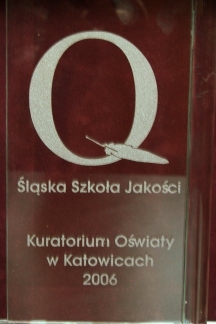 Q
Śląska Szkoła Jakości
Kuratorium Oświaty
w Katowicach
2006